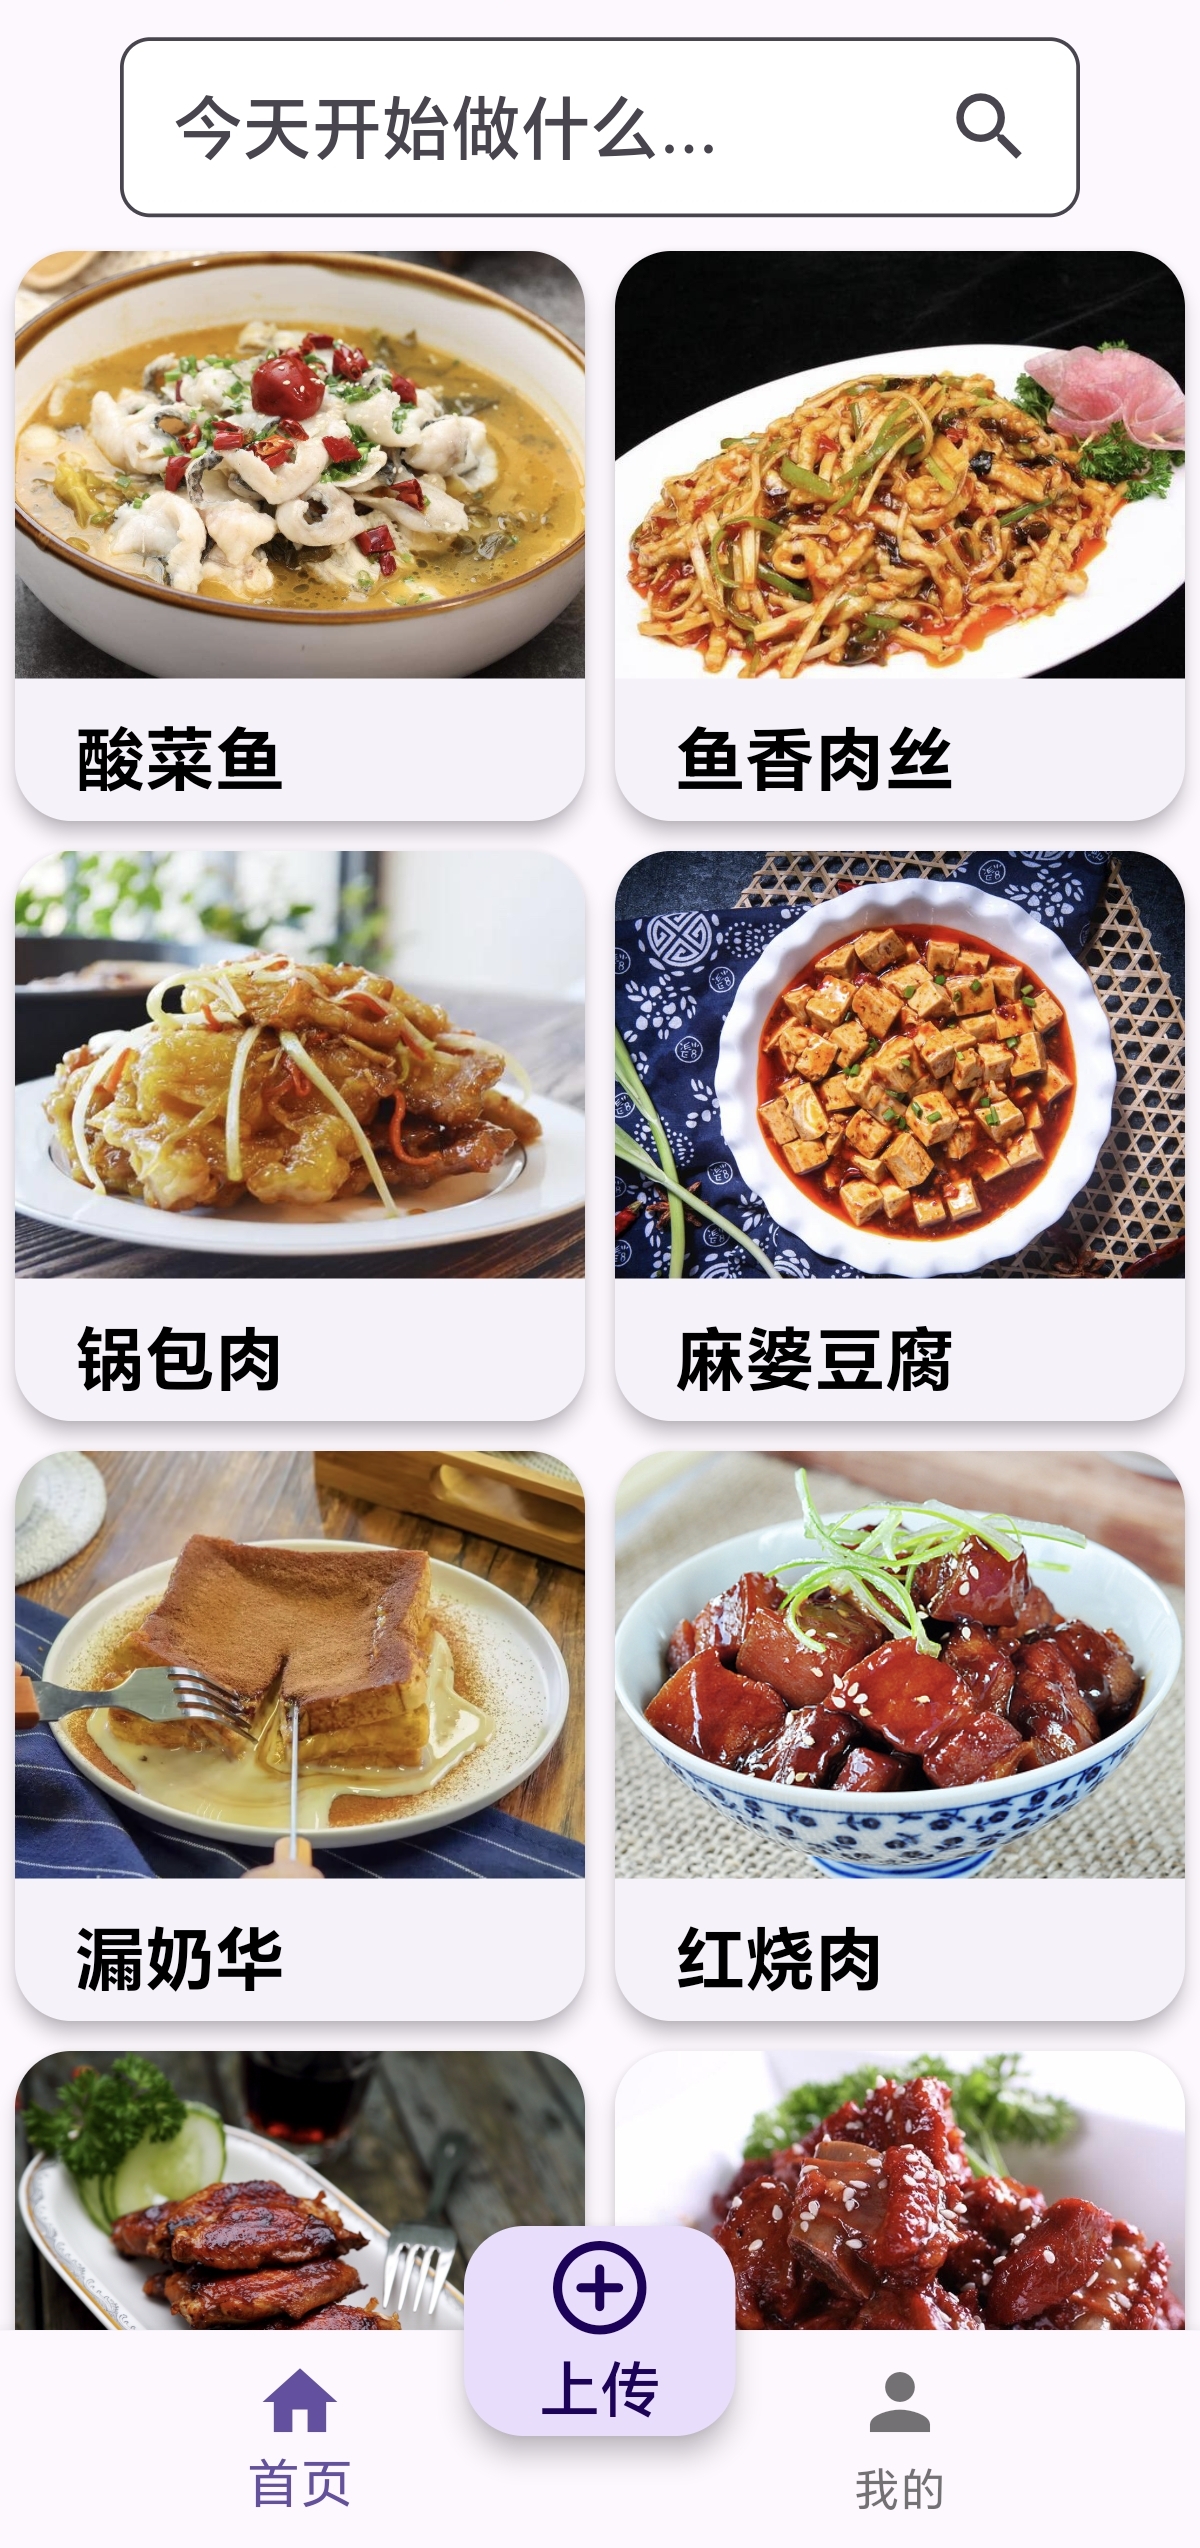 今天开始做什么...
酸菜鱼
鱼香肉丝
锅包肉
麻婆豆腐
漏奶华
红烧肉
上传
首页
我的